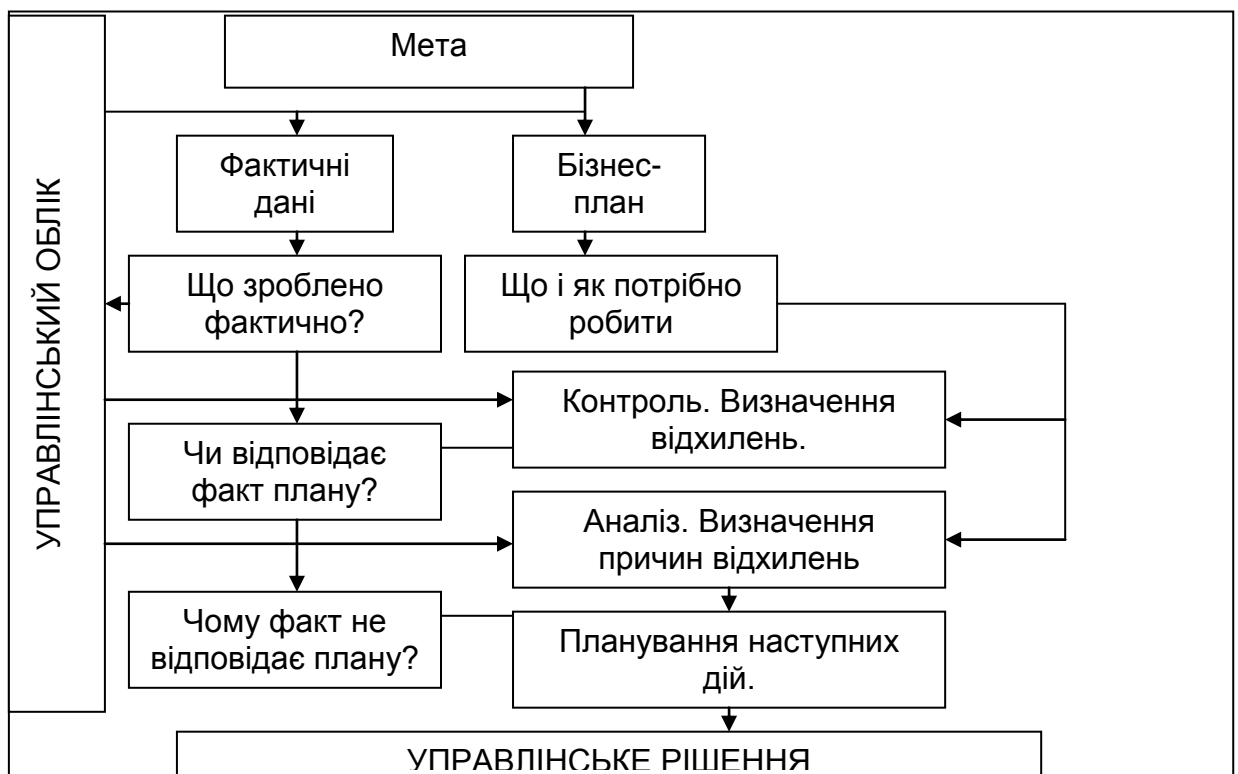 Мета
УПРАВЛІНСЬКИЙ ОБЛІК
Фактичні
дані
Бізнес-
план
Що зроблено
фактично?
Що і як потрібно
робити
Контроль. Визначення
відхилень.
Чи відповідає
факт плану?
Аналіз. Визначення
причин відхилень
Чому факт не
відповідає плану?
Планування наступних
дій.
УПРАВЛІНСЬКЕ РІШЕННЯ